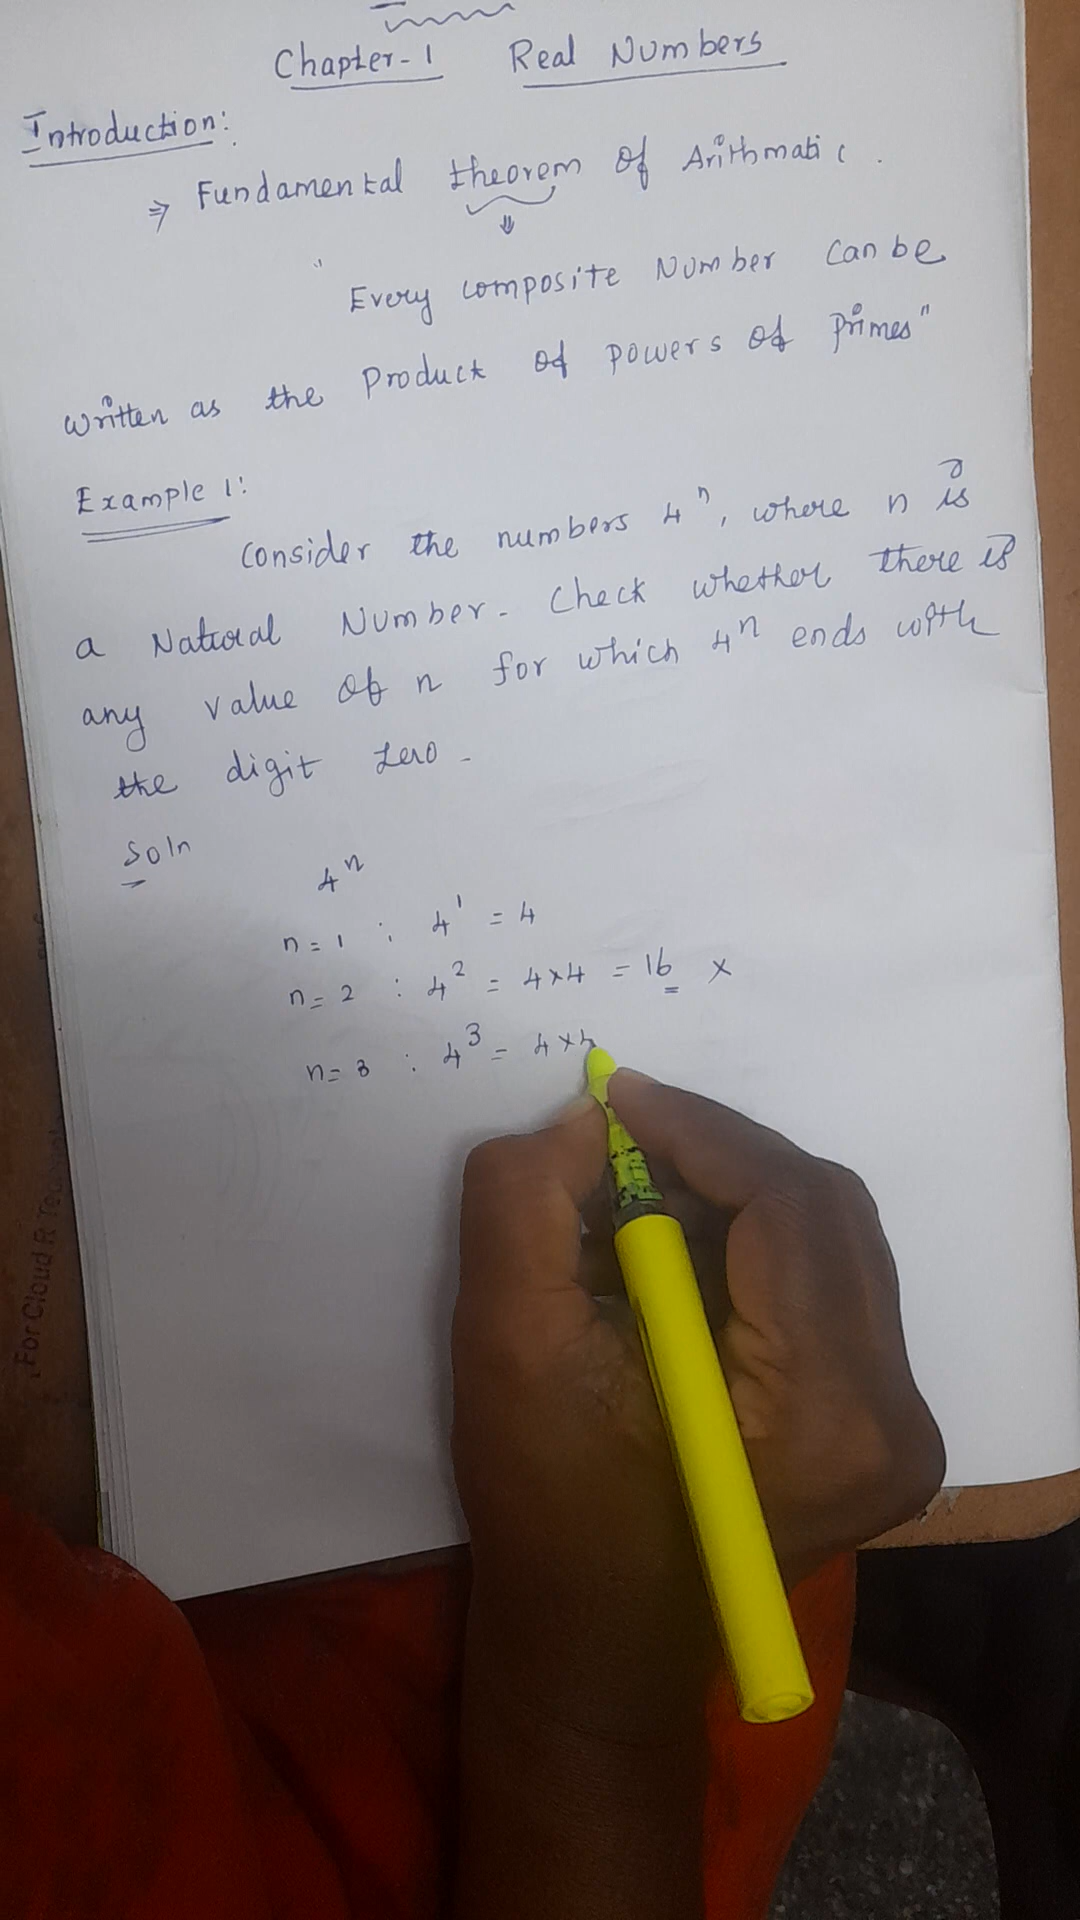 Chapter-1 Real Numbers
Introduction:
⇒ Fundamental theorem of Arithmatic.
"Every composite Number can be
written as the Product of powers of primes"
Example 1:
Consider the numbers 4ⁿ, where n is
a Natural Number. Check whether there is
any value of n for which 4ⁿ ends with
the digit zero.
Soln
4ⁿ
n=1 : 4¹ = 4
n=2 : 4² = 4×4 = 16 ×
n=3 : 4³ = 4×4
For Cloud